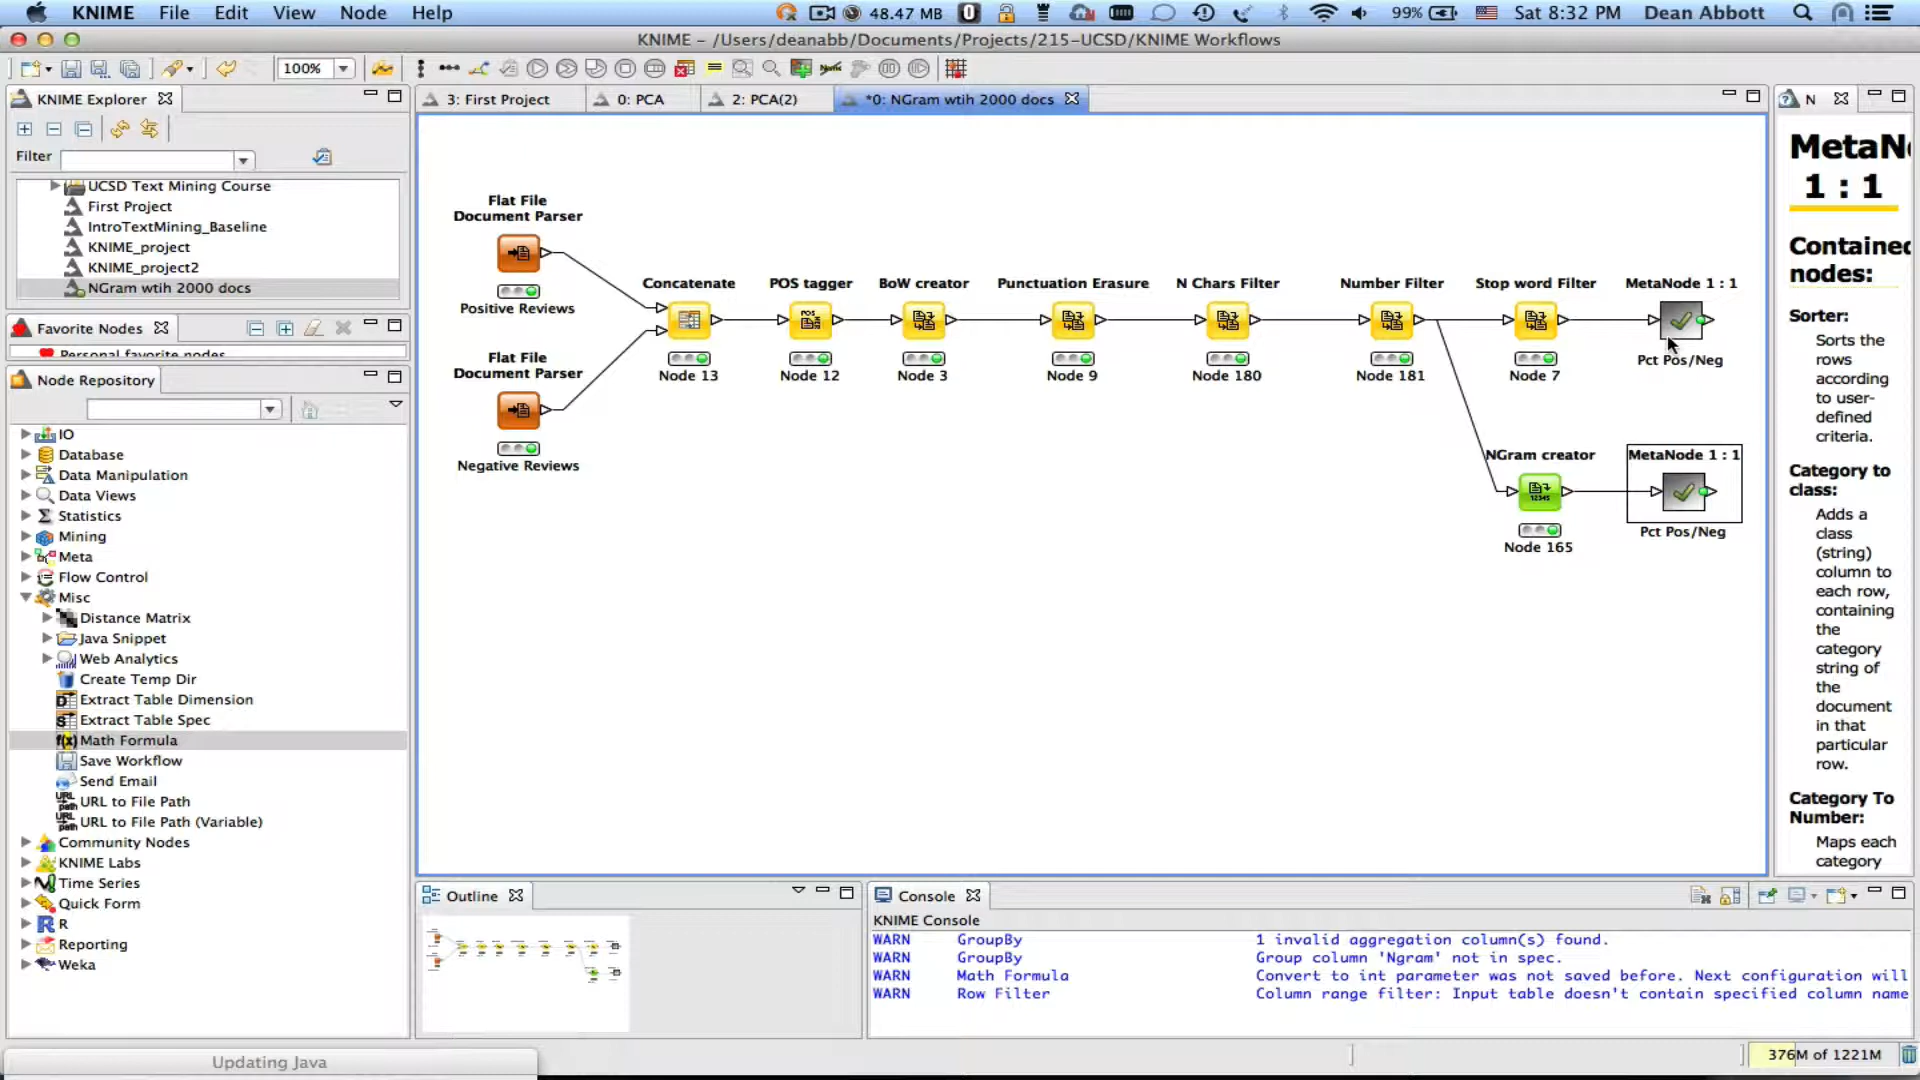 KNIME File Edit View Node Help 48.47 MB 99% Sat 8:32 PM Dean Abbott
KNIME - /Users/deanabb/Documents/Projects/215-UCSD/KNIME Workflows
100%
KNIME Explorer
Filter
UCSD Text Mining Course
First Project
IntroTextMining_Baseline
KNIME_project
KNIME_project2
NGram wtih 2000 docs
Favorite Nodes
Personal favorite nodes
Node Repository
IO
Database
Data Manipulation
Data Views
Statistics
Mining
Meta
Flow Control
Misc
Distance Matrix
Java Snippet
Web Analytics
Create Temp Dir
Extract Table Dimension
Extract Table Spec
Math Formula
Save Workflow
Send Email
URL to File Path
URL to File Path (Variable)
Community Nodes
KNIME Labs
Time Series
Quick Form
R
Reporting
Weka
Updating Java
3: First Project 0: PCA 2: PCA(2) *0: NGram wtih 2000 docs
Flat File
Document Parser
Positive Reviews
Flat File
Document Parser
Negative Reviews
Concatenate
Node 13
POS tagger
POS
Node 12
BoW creator
Node 3
Punctuation Erasure
Node 9
N Chars Filter
Node 180
Number Filter
Node 181
Stop word Filter
Node 7
MetaNode 1 : 1
Pct Pos/Neg
NGram creator
12345
Node 165
MetaNode 1 : 1
Pct Pos/Neg
N
MetaN
1 : 1
Contained
nodes:
Sorter:
Sorts the
rows
according
to user-
defined
criteria.
Category to
class:
Adds a
class
(string)
column to
each row,
containing
the
category
string of
the
document
in that
particular
row.
Category To
Number:
Maps each
category
Outline
Console
KNIME Console
WARN GroupBy 1 invalid aggregation column(s) found.
WARN GroupBy Group column 'Ngram' not in spec.
WARN Math Formula Convert to int parameter was not saved before. Next configuration will
WARN Row Filter Column range filter: Input table doesn't contain specified column name
376M of 1221M